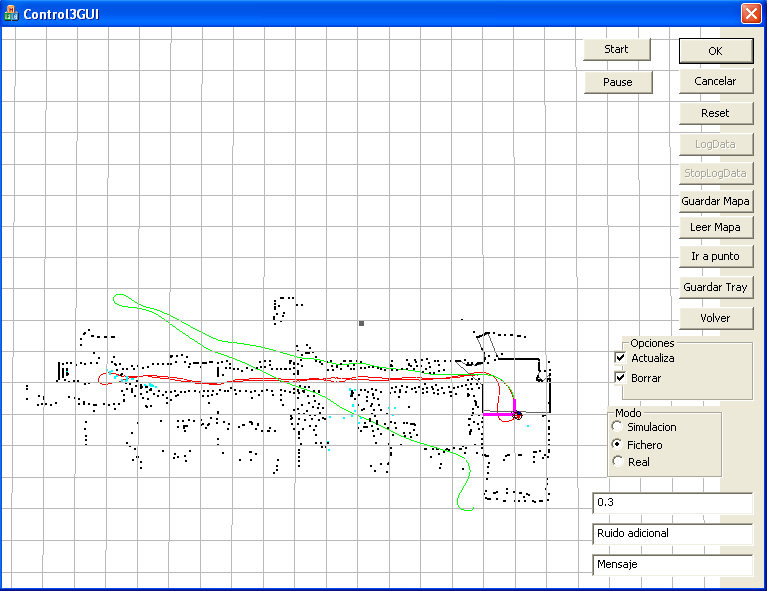 Control3GUI
Start
OK
Pause
Cancelar
Reset
LogData
StopLogData
Guardar Mapa
Leer Mapa
Ir a punto
Guardar Tray
Volver
Opciones
Actualiza
Borrar
Modo
Simulacion
Fichero
Real
0.3
Ruido adicional
Mensaje